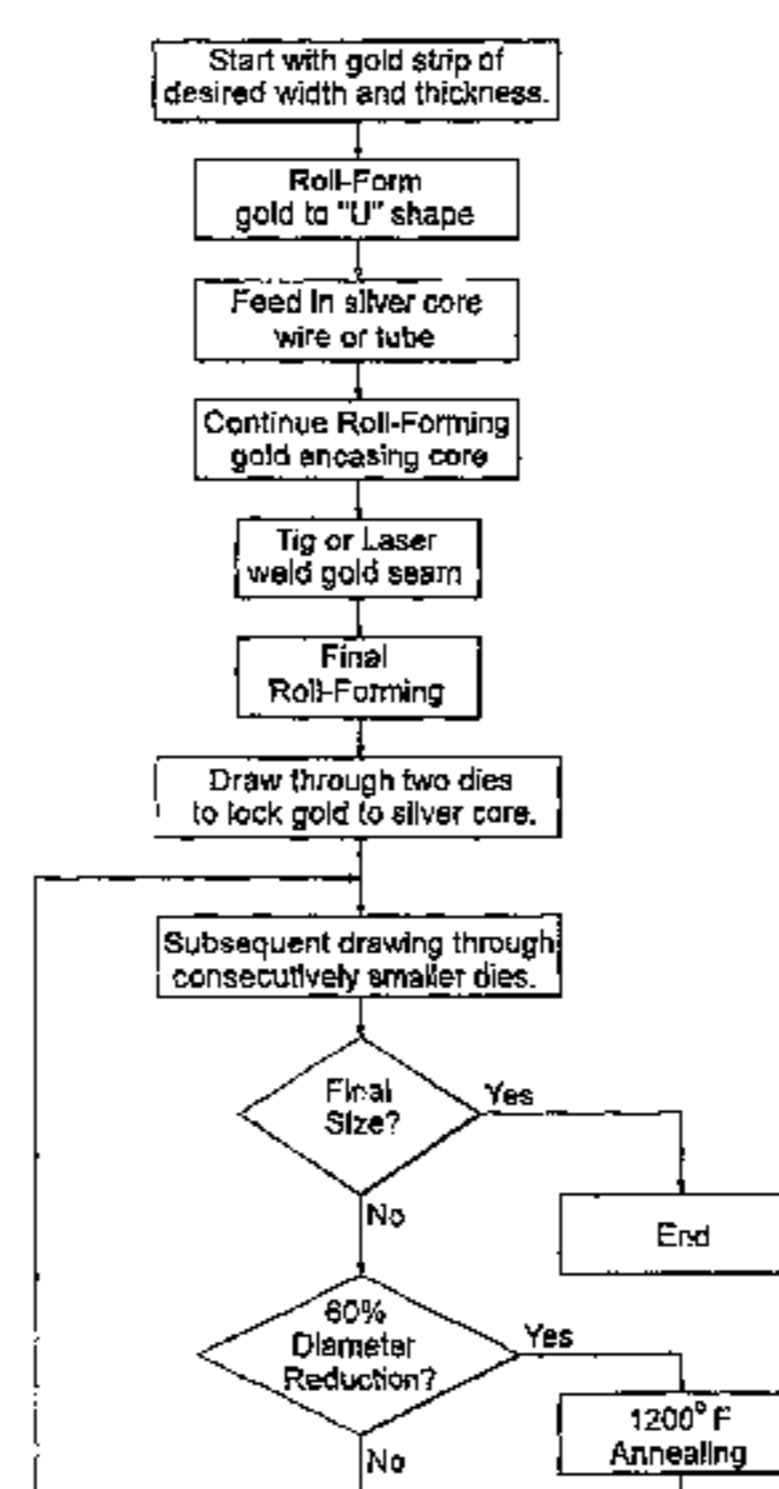 Start with gold strip of
desired width and thickness.
Roll-Form
gold to "U" shape
Feed in silver core
wire or tube
Continue Roll-Forming
gold encasing core
Tig or Laser
weld gold seam
Final
Roll-Forming
Draw through two dies
to lock gold to silver core.
Subsequent drawing through
consecutively smaller dies.
Final
Size?
Yes
No
End
60%
Diameter
Reduction?
Yes
No
1200° F
Annealing